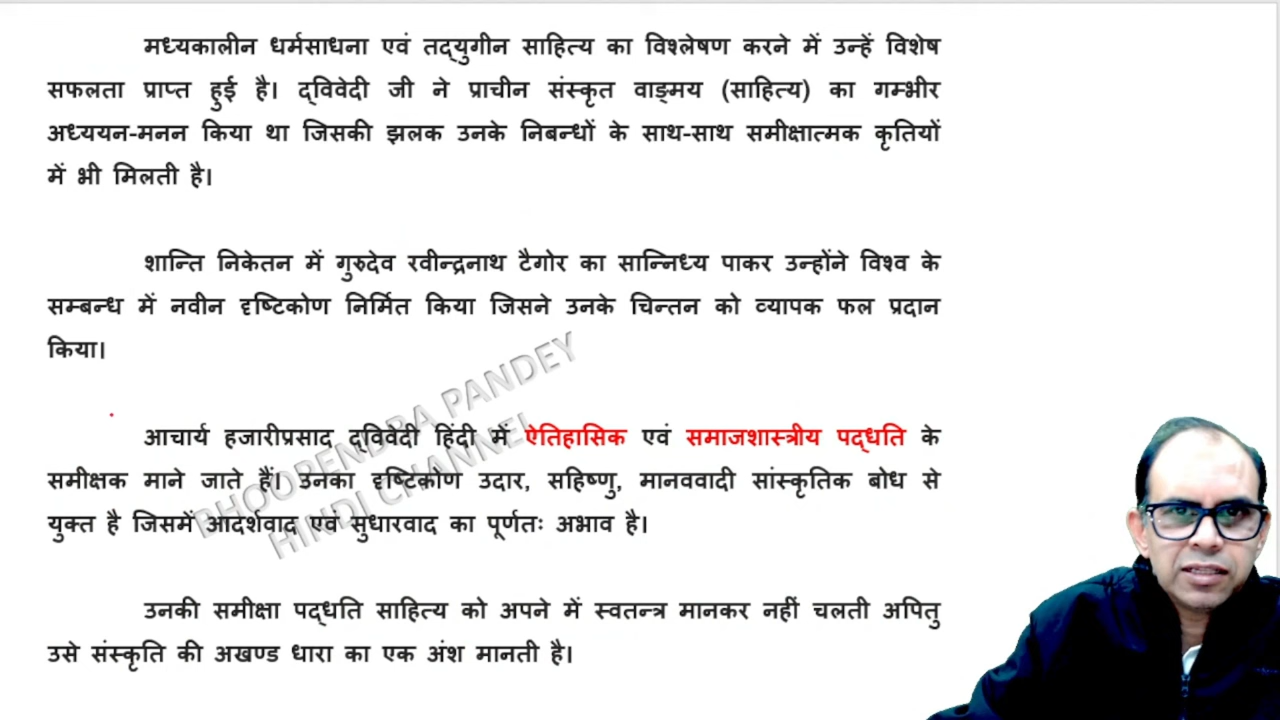 मध्यकालीन धर्मसाधना एवं तद्युगीन साहित्य का विश्लेषण करने में उन्हें विशेष
सफलता प्राप्त हुई है। द्विवेदी जी ने प्राचीन संस्कृत वाङ्मय (साहित्य) का गम्भीर
अध्ययन-मनन किया था जिसकी झलक उनके निबन्धों के साथ-साथ समीक्षात्मक कृतियों
में भी मिलती है।
शान्ति निकेतन में गुरुदेव रवीन्द्रनाथ टैगोर का सान्निध्य पाकर उन्होंने विश्व के
सम्बन्ध में नवीन दृष्टिकोण निर्मित किया जिसने उनके चिन्तन को व्यापक फल प्रदान
किया।
आचार्य हजारीप्रसाद द्विवेदी हिंदी में ऐतिहासिक एवं समाजशास्त्रीय पद्धति के
समीक्षक माने जाते हैं। उनका दृष्टिकोण उदार, सहिष्णु, मानववादी सांस्कृतिक बोध से
युक्त है जिसमें आदर्शवाद एवं सुधारवाद का पूर्णतः अभाव है।
उनकी समीक्षा पद्धति साहित्य को अपने में स्वतन्त्र मानकर नहीं चलती अपितु
उसे संस्कृति की अखण्ड धारा का एक अंश मानती है।
BHOOPENDRA PANDEY
HINDI CHANNEL